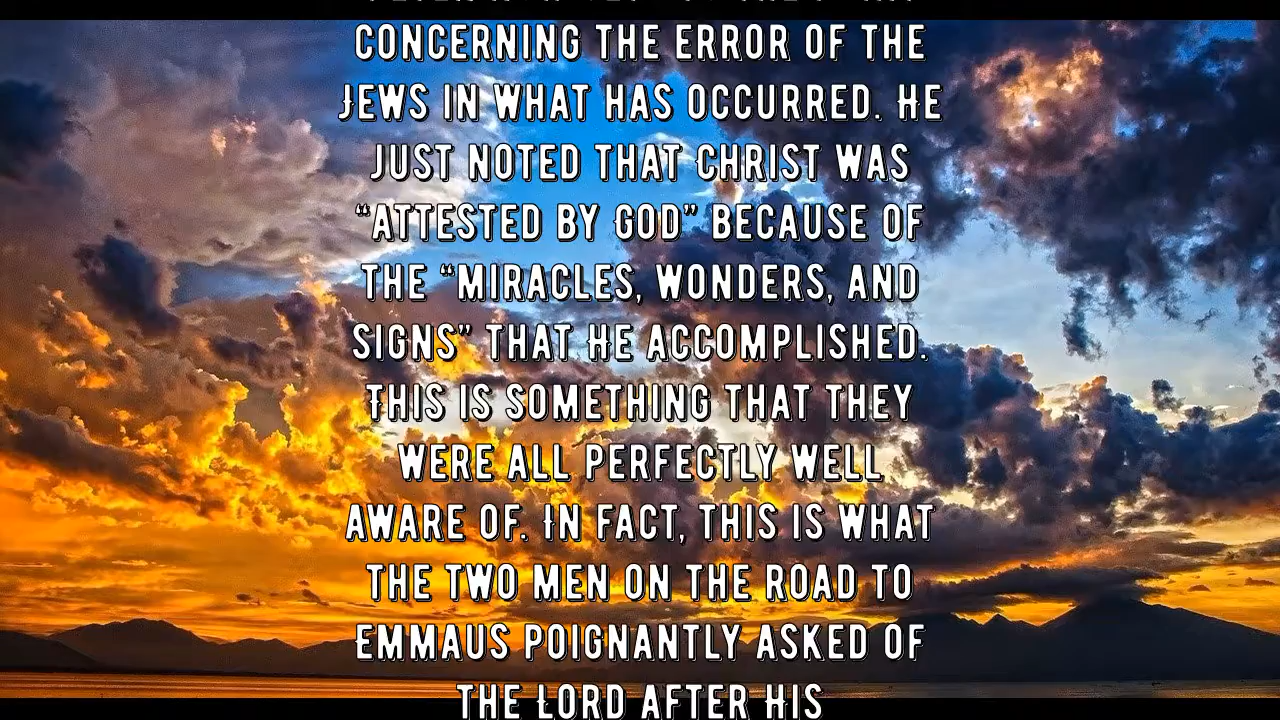 CONCERNING THE ERROR OF THE
JEWS IN WHAT HAS OCCURRED. HE
JUST NOTED THAT CHRIST WAS
“ATTESTED BY GOD” BECAUSE OF
THE “MIRACLES, WONDERS, AND
SIGNS” THAT HE ACCOMPLISHED.
THIS IS SOMETHING THAT THEY
WERE ALL PERFECTLY WELL
AWARE OF. IN FACT, THIS IS WHAT
THE TWO MEN ON THE ROAD TO
EMMAUS POIGNANTLY ASKED OF
THE LORD AFTER HIS